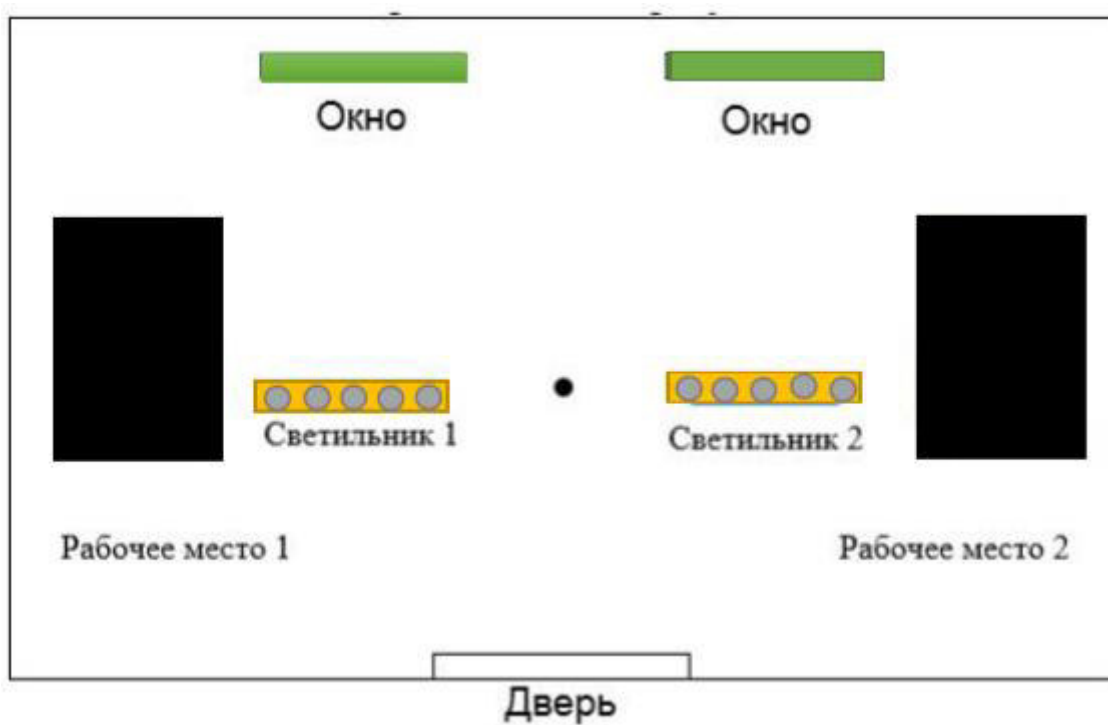 Окно
Окно
Светильник 1
Светильник 2
Рабочее место 1
Рабочее место 2
Дверь